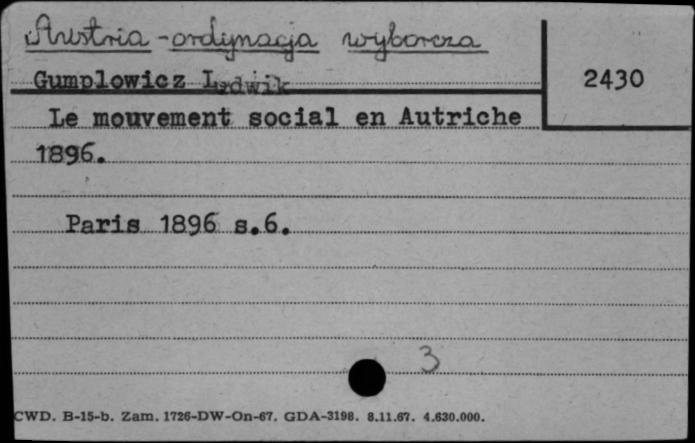 Austria - ordynacja wyborcza
Gumplowicz Ludwik
2430
Le mouvement social en Autriche
1896.
Paris 1896 s.6.
3
CWD. B-15-b. Zam. 1726-DW-On-67. GDA-3198. 8.11.67. 4.630.000.